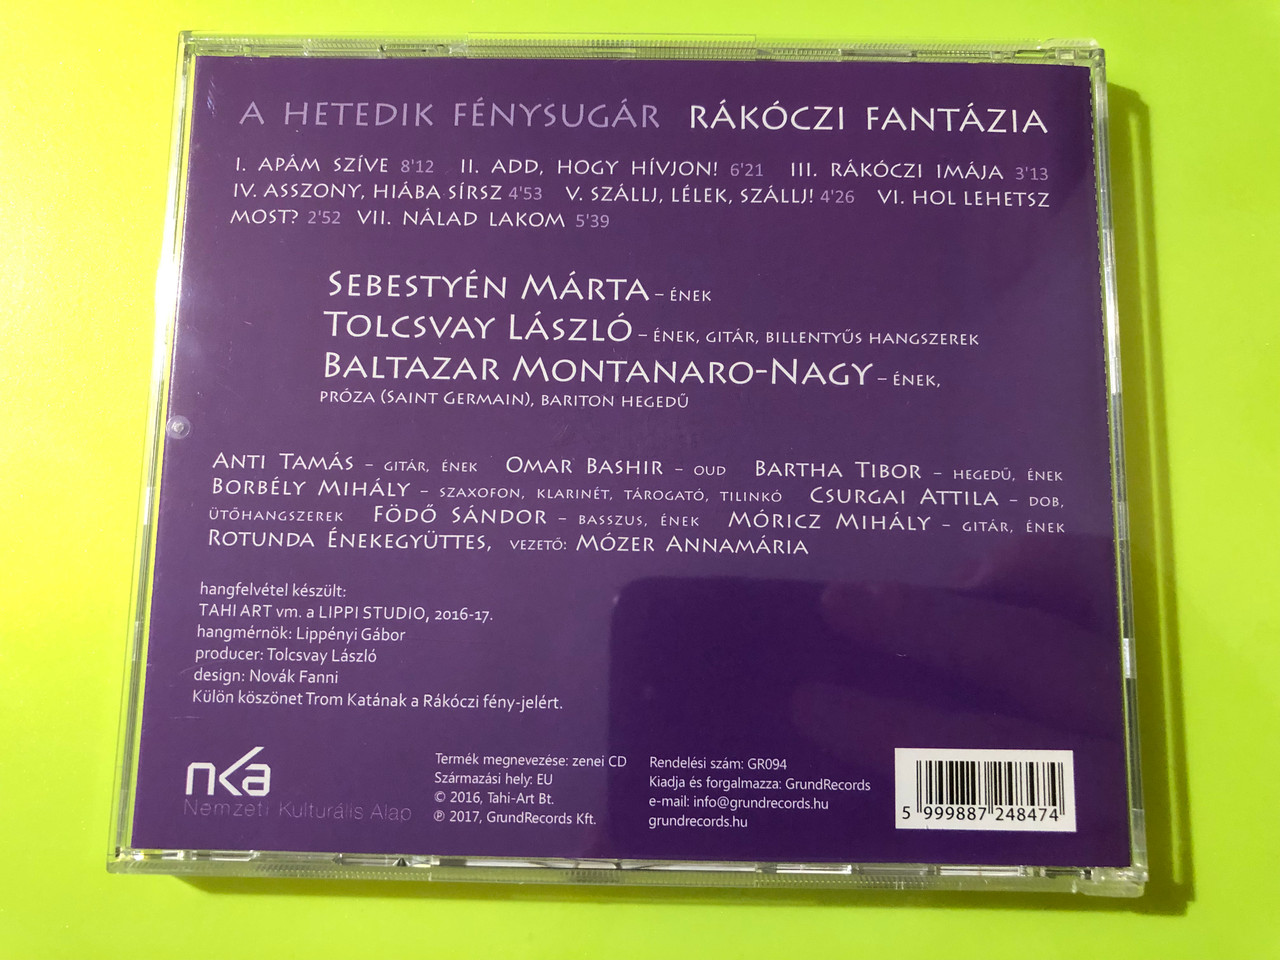 A HETEDIK FÉNYSUGÁR RÁKÓCZI FANTÁZIA
I. APÁM SZÍVE 8'12 II. ADD, HOGY HÍVJON! 6'21 III. RÁKÓCZI IMÁJA 3'13
IV. ASSZONY, HIÁBA SÍRSZ 4'53 V. SZÁLLJ, LÉLEK, SZÁLLJ! 4'26 VI. HOL LEHETSZ
MOST? 2'52 VII. NÁLAD LAKOM 5'39
SEBESTYÉN MÁRTA – ÉNEK
TOLCSVAY LÁSZLÓ – ÉNEK, GITÁR, BILLENTYŰS HANGSZEREK
BALTAZAR MONTANARO-NAGY – ÉNEK,
PRÓZA (SAINT GERMAIN), BARITON HEGEDŰ
ANTI TAMÁS – GITÁR, ÉNEK OMAR BASHIR – OUD BARTHA TIBOR – HEGEDŰ, ÉNEK
BORBÉLY MIHÁLY – SZAXOFON, KLARINÉT, TÁROGATÓ, TILINKÓ CSURGAI ATTILA – DOB,
ÜTŐHANGSZEREK FÖDŐ SÁNDOR – BASSZUS, ÉNEK MÓRICZ MIHÁLY – GITÁR, ÉNEK
ROTUNDA ÉNEKEGYÜTTES, VEZETŐ: MÓZER ANNAMÁRIA
hangfelvétel készült:
TAHI ART vm. a LIPPI STUDIO, 2016-17.
hangmérnök: Lippényi Gábor
producer: Tolcsvay László
design: Novák Fanni
Külön köszönet Trom Katának a Rákóczi fény-jelért.
nka
Nemzeti Kulturális Alap
Termék megnevezése: zenei CD
Származási hely: EU
© 2016, Tahi-Art Bt.
℗ 2017, GrundRecords Kft.
Rendelési szám: GR094
Kiadja és forgalmazza: GrundRecords
e-mail: info@grundrecords.hu
grundrecords.hu
5 999887 248474